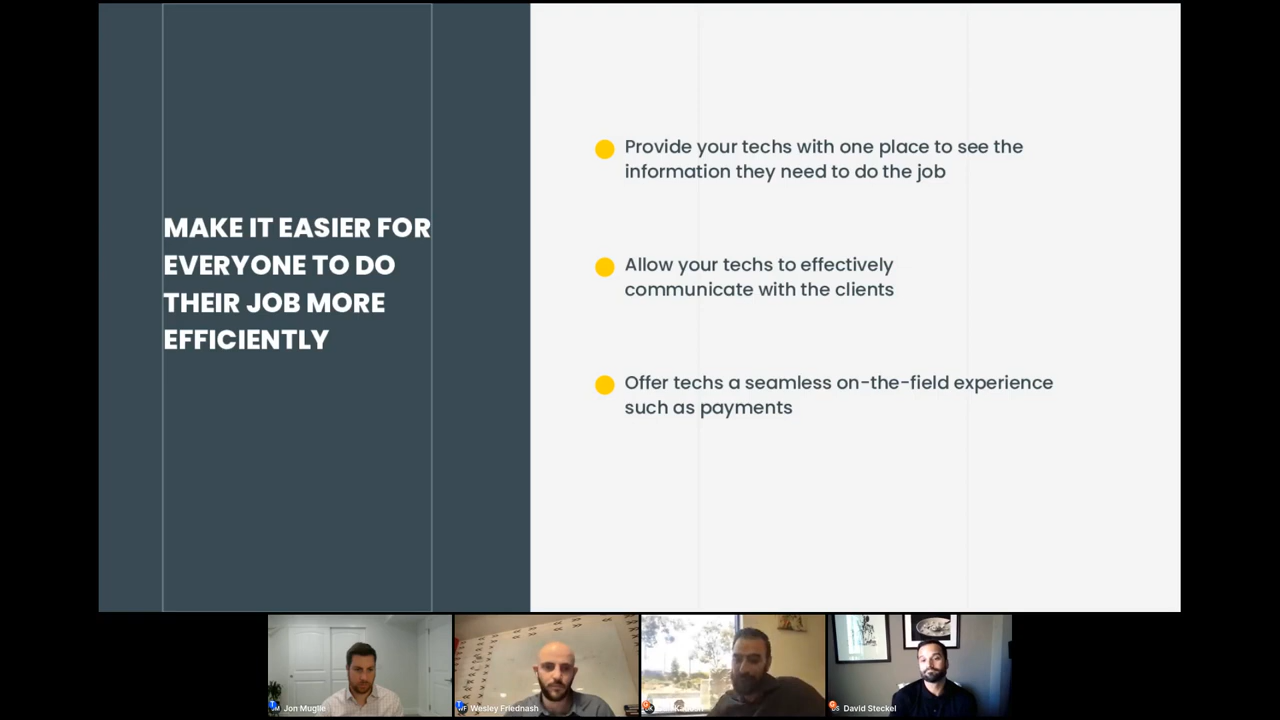 MAKE IT EASIER FOR
EVERYONE TO DO
THEIR JOB MORE
EFFICIENTLY
Provide your techs with one place to see the
information they need to do the job
Allow your techs to effectively
communicate with the clients
Offer techs a seamless on-the-field experience
such as payments
Jon Muglie
Wesley Friednash
David Steckel